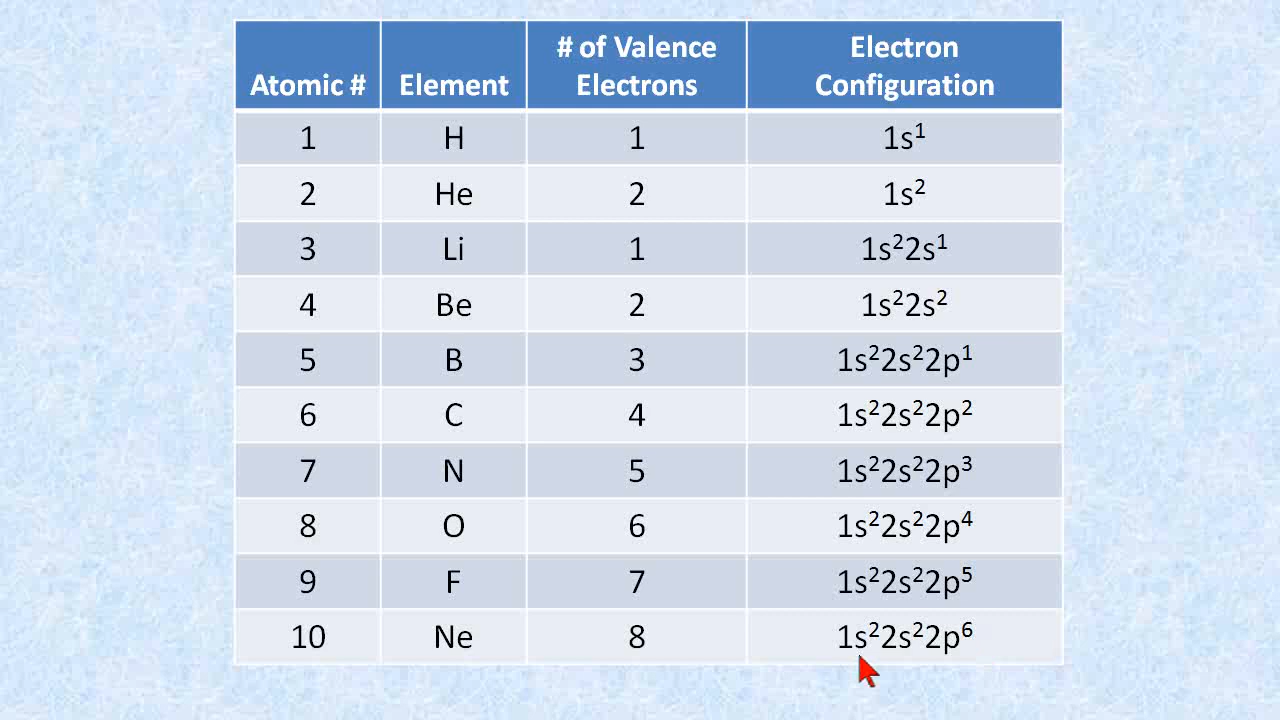 Atomic # Element # of Valence Electrons Electron Configuration
1 H 1 1s¹
2 He 2 1s²
3 Li 1 1s²2s¹
4 Be 2 1s²2s²
5 B 3 1s²2s²2p¹
6 C 4 1s²2s²2p²
7 N 5 1s²2s²2p³
8 O 6 1s²2s²2p⁴
9 F 7 1s²2s²2p⁵
10 Ne 8 1s²2s²2p⁶